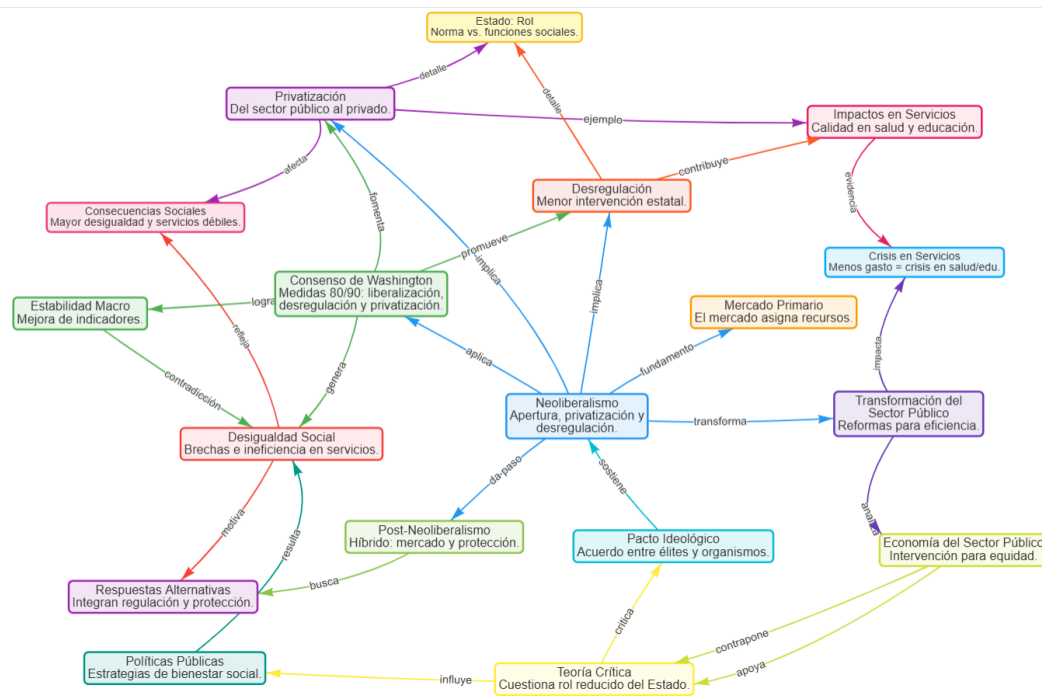 Estado: Rol
Norma vs. funciones sociales.
detalle
Privatización
Del sector público al privado.
ejemplo
Impactos en Servicios
Calidad en salud y educación.
detalle
contribuye
afecta
Desregulación
Menor intervención estatal.
evidencia
Consecuencias Sociales
Mayor desigualdad y servicios débiles.
fomenta
promueve
implica
implica
Crisis en Servicios
Menos gasto = crisis en salud/edu.
Consenso de Washington
Medidas 80/90: liberalización,
desregulación y privatización.
logra
Estabilidad Macro
Mejora de indicadores.
Mercado Primario
El mercado asigna recursos.
refleja
aplica
fundamento
impacta
contradicción
genera
Neoliberalismo
Apertura, privatización y
desregulación.
transforma
Transformación del
Sector Público
Reformas para eficiencia.
Desigualdad Social
Brechas e ineficiencia en servicios.
da-paso
sostiene
motiva
resulta
analiza
Post-Neoliberalismo
Híbrido: mercado y protección.
Pacto Ideológico
Acuerdo entre élites y organismos.
Economía del Sector Público
Intervención para equidad.
busca
Respuestas Alternativas
Integran regulación y protección.
critica
contrapone
apoya
Políticas Públicas
Estrategias de bienestar social.
influye
Teoría Crítica
Cuestiona rol reducido del Estado.